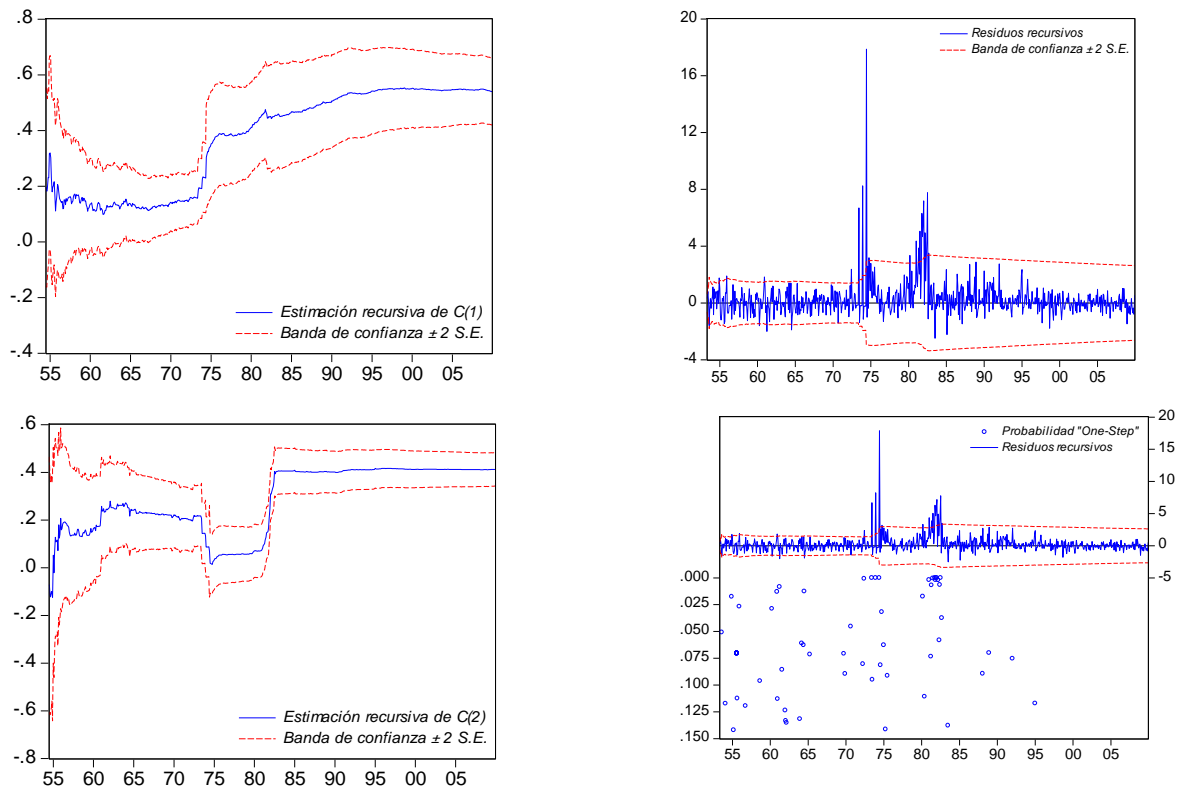 .8
.6
.4
.2
.0
-.2
-.4
Estimación recursiva de C(1)
Banda de confianza ± 2 S.E.
55 60 65 70 75 80 85 90 95 00 05
20
16
12
8
4
0
-4
Residuos recursivos
Banda de confianza ± 2 S.E.
55 60 65 70 75 80 85 90 95 00 05
.6
.4
.2
.0
-.2
-.4
-.6
-.8
Estimación recursiva de C(2)
Banda de confianza ± 2 S.E.
55 60 65 70 75 80 85 90 95 00 05
Probabilidad "One-Step"
Residuos recursivos
20
15
10
5
0
-5
.000
.025
.050
.075
.100
.125
.150
55 60 65 70 75 80 85 90 95 00 05